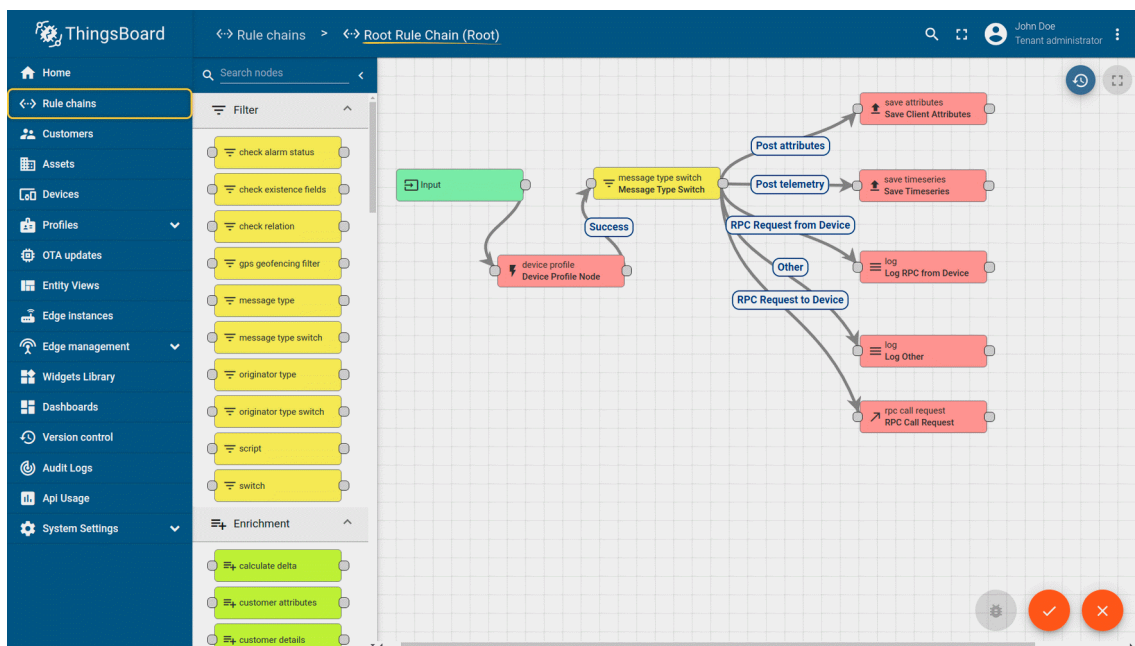 ThingsBoard
Rule chains > Root Rule Chain (Root)
John Doe
Tenant administrator
Home
Rule chains
Customers
Assets
Devices
Profiles
OTA updates
Entity Views
Edge instances
Edge management
Widgets Library
Dashboards
Version control
Audit Logs
Api Usage
System Settings
Search nodes
Filter
check alarm status
check existence fields
check relation
gps geofencing filter
message type
message type switch
originator type
originator type switch
script
switch
Enrichment
calculate delta
customer attributes
customer details
Input
device profile
Device Profile Node
Success
message type switch
Message Type Switch
Post attributes
Post telemetry
RPC Request from Device
Other
RPC Request to Device
save attributes
Save Client Attributes
save timeseries
Save Timeseries
log
Log RPC from Device
log
Log Other
rpc call request
RPC Call Request